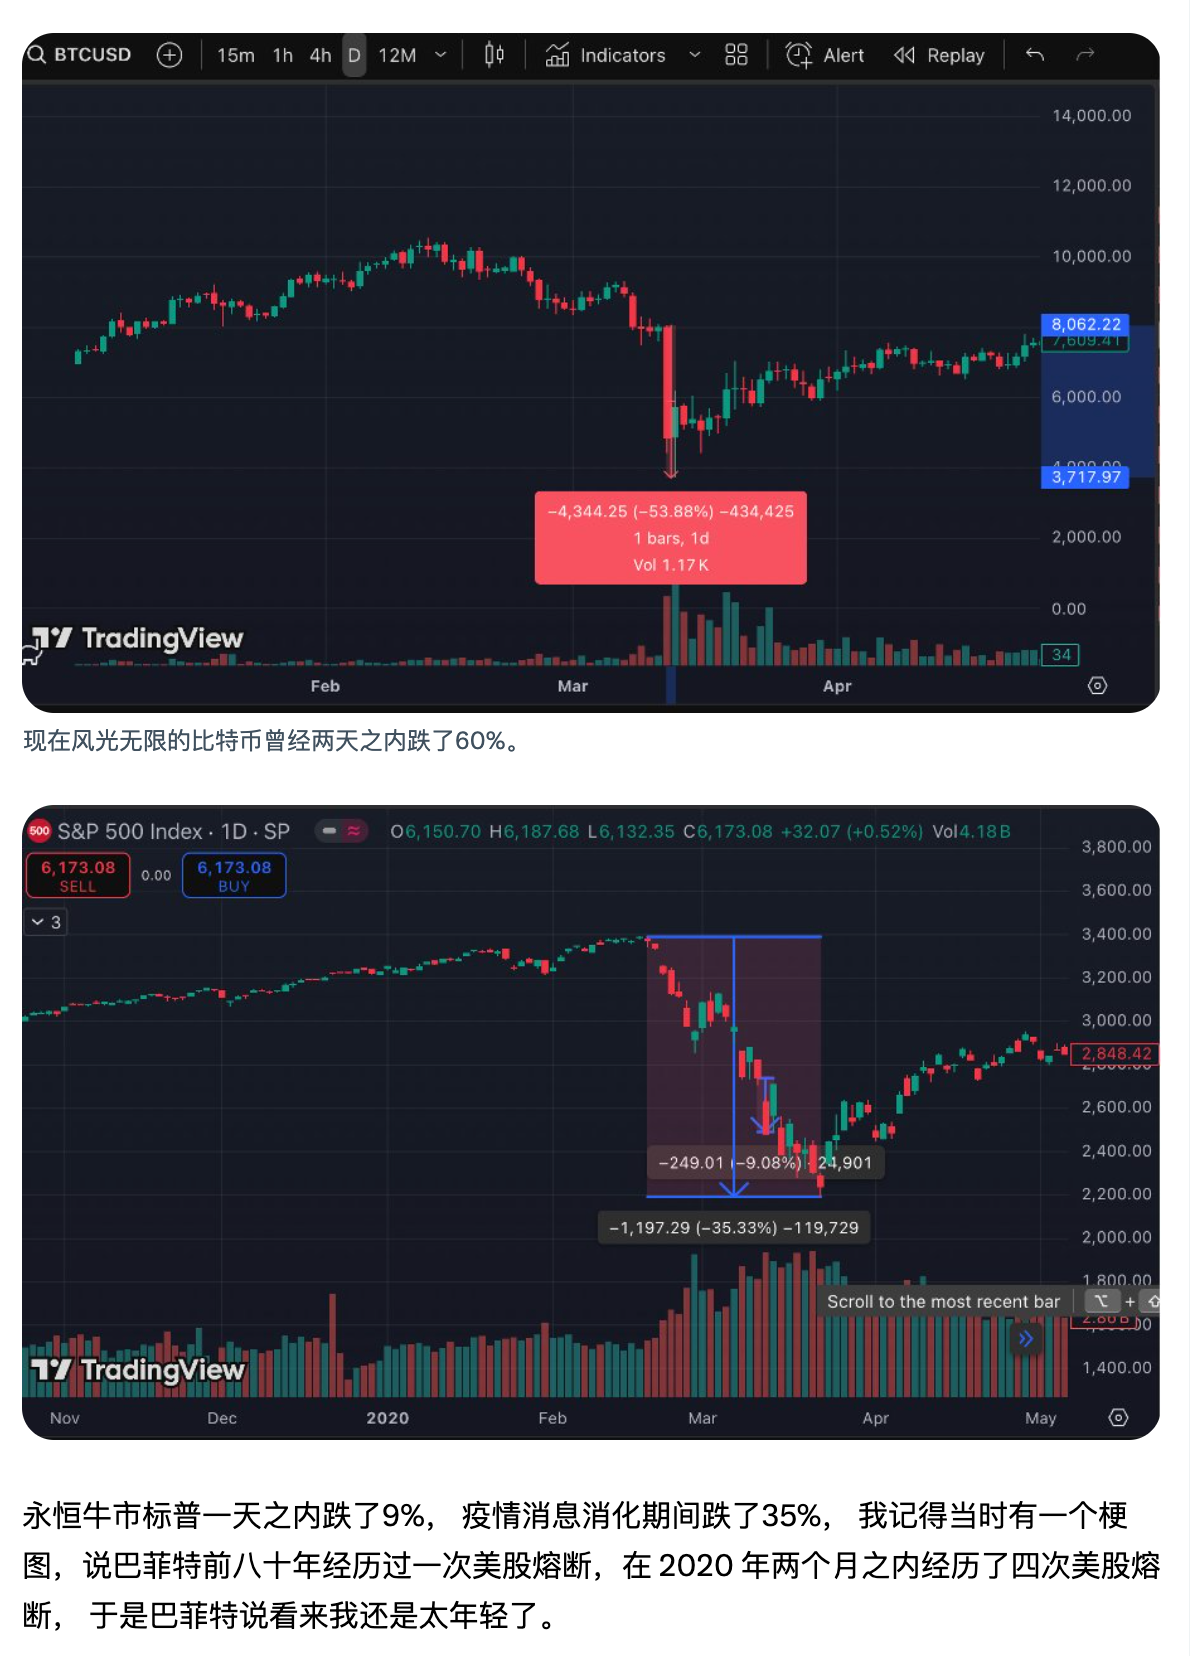 BTCUSD 15m 1h 4h D 12M Indicators Alert Replay
14,000.00
12,000.00
10,000.00
8,062.22
7,609.41
6,000.00
4,000.00
3,717.97
−4,344.25 (−53.88%) −434,425
1 bars, 1d
Vol 1.17 K
2,000.00
0.00
TradingView
34
Feb Mar Apr
现在风光无限的比特币曾经两天之内跌了60%。
500 S&P 500 Index · 1D · SP O6,150.70 H6,187.68 L6,132.35 C6,173.08 +32.07 (+0.52%) Vol4.18 B
6,173.08 0.00 6,173.08
SELL BUY
3
3,800.00
3,600.00
3,400.00
3,200.00
3,000.00
2,848.42
2,800.00
2,600.00
2,400.00
−249.01 (−9.08%) −24,901
2,200.00
−1,197.29 (−35.33%) −119,729
2,000.00
1,800.00
Scroll to the most recent bar ⌥ +
2.86 B
1,400.00
TradingView
Nov Dec 2020 Feb Mar Apr May
永恒牛市标普一天之内跌了9%， 疫情消息消化期间跌了35%， 我记得当时有一个梗
图，说巴菲特前八十年经历过一次美股熔断，在 2020 年两个月之内经历了四次美股熔
断， 于是巴菲特说看来我还是太年轻了。